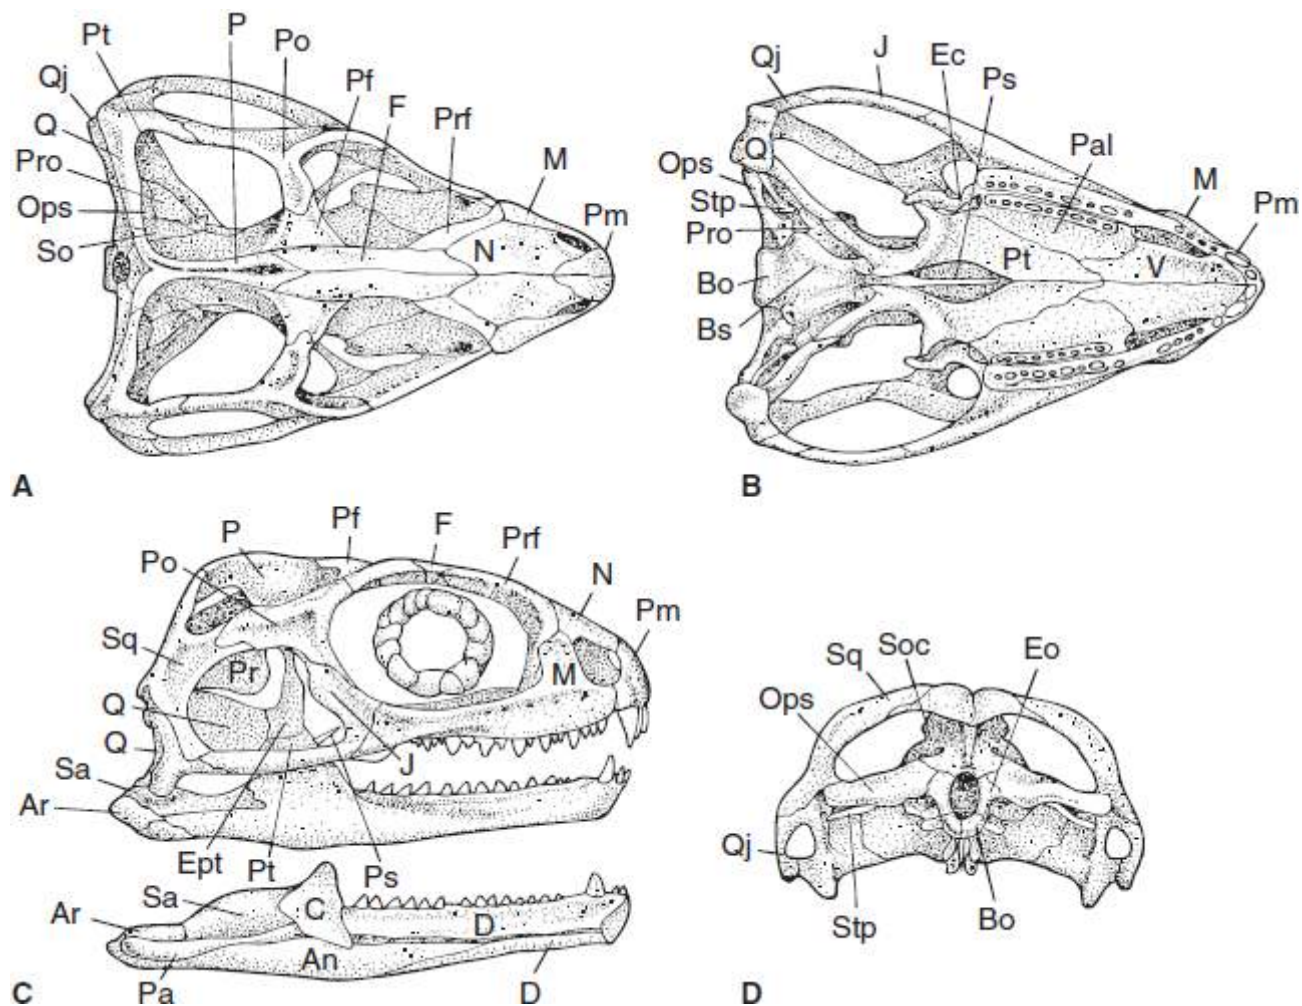 Pt P Po
Qj Pf
Q F Prf
Pro M
Ops Pm
So N
A
Qj J Ec Ps
Q Pal
Ops M
Stp Pm
Pro
Bo Pt V
Bs
B
P Pf F Prf
Po N
Pm
Sq
Pr M
Q
Q
Sa J
Ar
Ept Pt Ps
Sa C
Ar D
An
Pa D
C
Sq Soc Eo
Ops
Qj
Stp Bo
D